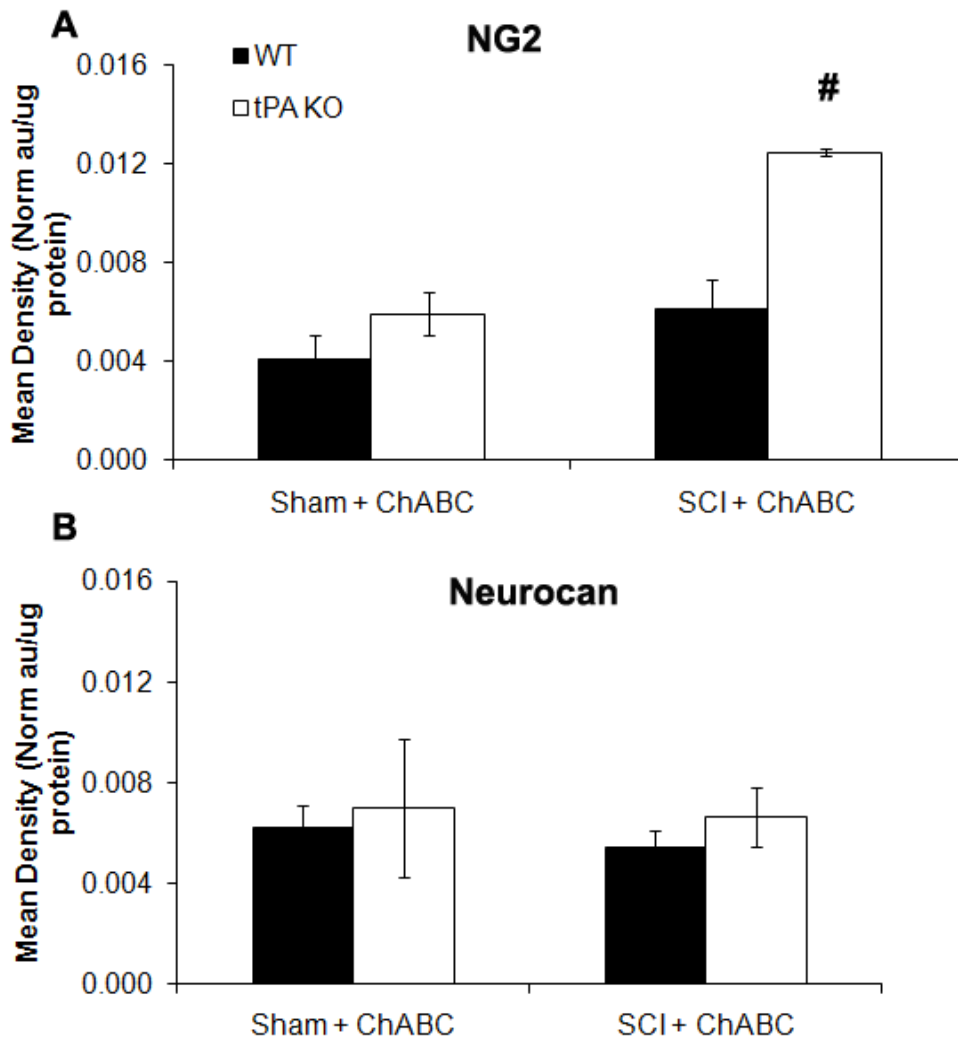 A
NG2
WT
tPA KO
#
0.016
0.012
0.008
0.004
0.000
Mean Density (Norm au/ug
protein)
Sham + ChABC
SCI + ChABC
B
Neurocan
0.016
0.012
0.008
0.004
0.000
Mean Density (Norm au/ug
protein)
Sham + ChABC
SCI + ChABC